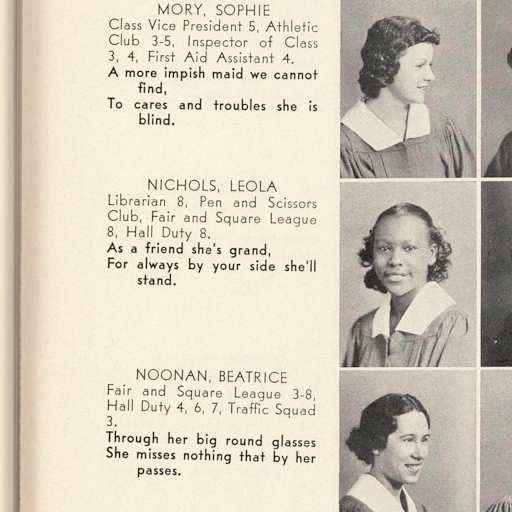 MORY, SOPHIE
Class Vice President 5, Athletic
Club 3-5, Inspector of Class
3, 4, First Aid Assistant 4.
A more impish maid we cannot
find,
To cares and troubles she is
blind.
NICHOLS, LEOLA
Librarian 8, Pen and Scissors
Club, Fair and Square League
8, Hall Duty 8.
As a friend she's grand,
For always by your side she'll
stand.
NOONAN, BEATRICE
Fair and Square League 3-8,
Hall Duty 4, 6, 7, Traffic Squad
3.
Through her big round glasses
She misses nothing that by her
passes.